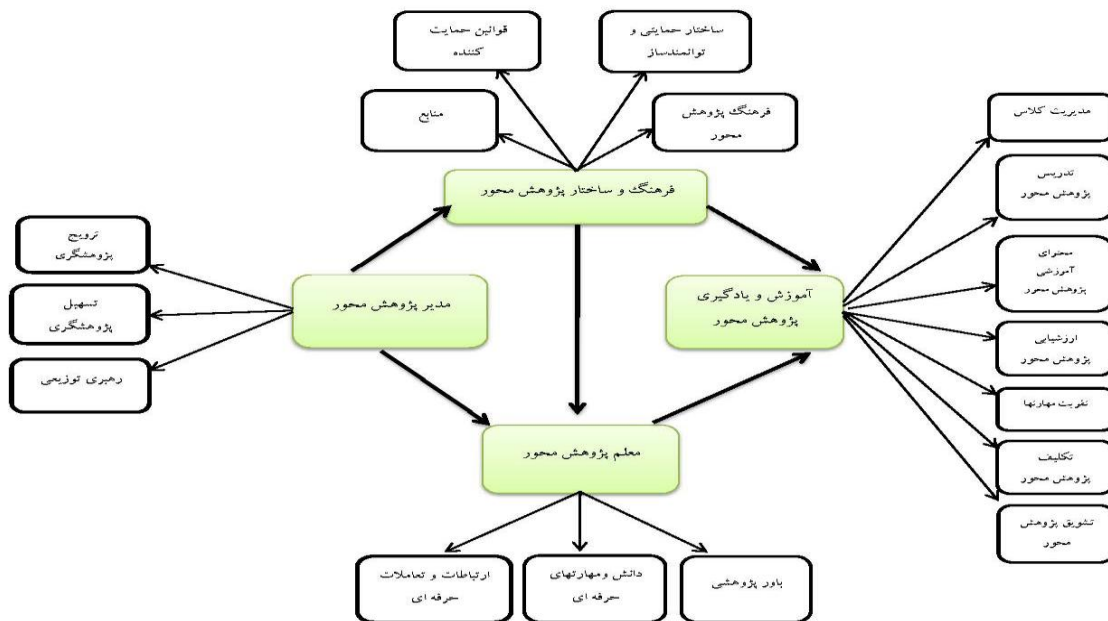 قوانین حمایت
کننده
ساختار حمایتی و
توانمندساز
منابع
فرهنگ پژوهش
محور
فرهنگ و ساختار پژوهش محور
مدیریت کلاس
تدریس
پژوهش محور
محتوای
آموزشی
پژوهش محور
ارزشیابی
پژوهش محور
تقویت مهارتها
تکلیف
پژوهش محور
تشویق پژوهش
محور
آموزش و یادگیری
پژوهش محور
مدیر پژوهش محور
ترویج
پژوهشگری
تسهیل
پژوهشگری
رهبری توزیعی
معلم پژوهش محور
باور پژوهشی
دانش ومهارتهای
حرفه ای
ارتباطات و تعاملات
حرفه ای